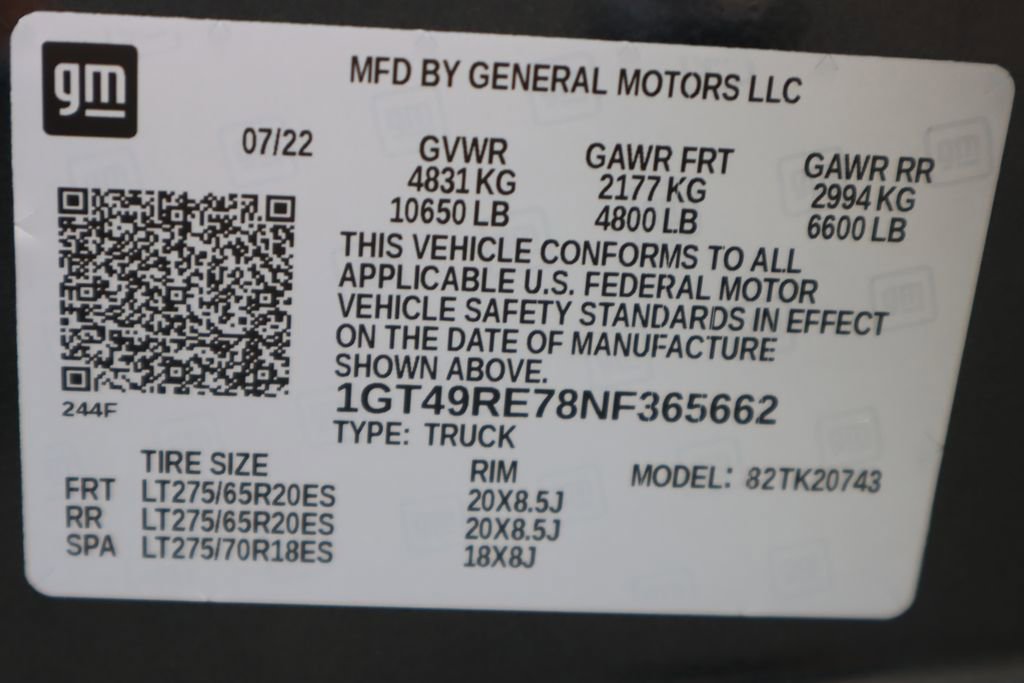 gm
MFD BY GENERAL MOTORS LLC
07/22
GVWR GAWR FRT GAWR RR
4831 KG 2177 KG 2994 KG
10650 LB 4800 LB 6600 LB
THIS VEHICLE CONFORMS TO ALL
APPLICABLE U.S. FEDERAL MOTOR
VEHICLE SAFETY STANDARDS IN EFFECT
ON THE DATE OF MANUFACTURE
SHOWN ABOVE.
1GT49RE78NF365662
244F
TYPE: TRUCK
TIRE SIZE RIM MODEL: 82TK20743
FRT LT275/65R20ES 20X8.5J
RR LT275/65R20ES 20X8.5J
SPA LT275/70R18ES 18X8J